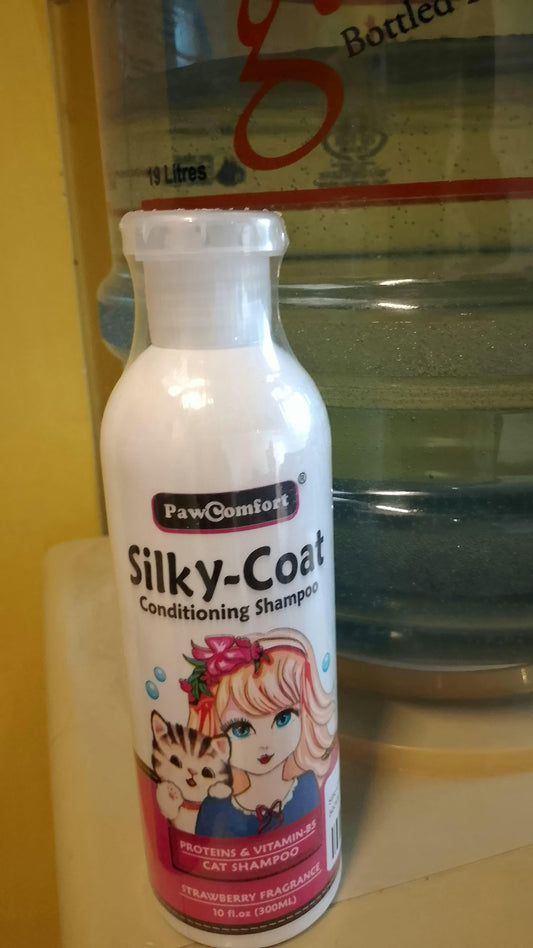 Bottled
19 Litres
PawComfort®
Silky-Coat
Conditioning Shampoo
PROTEINS & VITAMIN-B5
CAT SHAMPOO
STRAWBERRY FRAGRANCE
10 fl.oz (300ML)